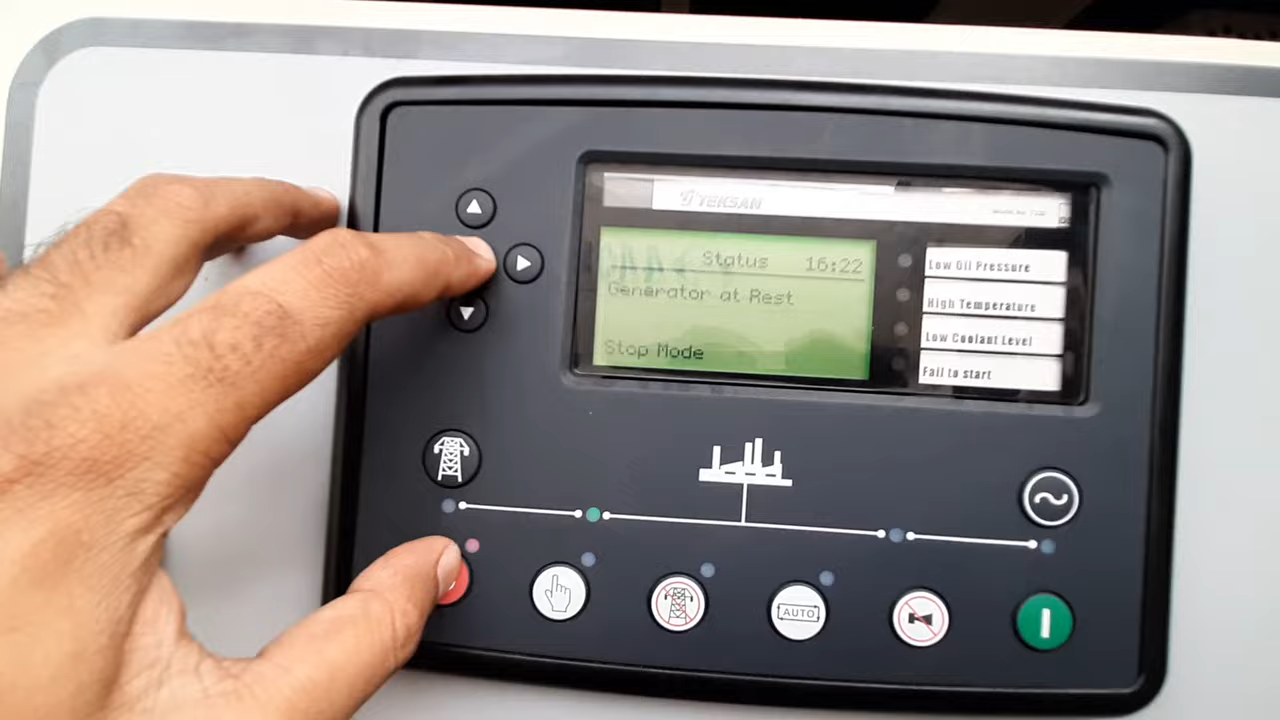 TEKSAN
Status 16:22
Generator at Rest
Stop Mode
Low Oil Pressure
High Temperature
Low Coolant Level
Fail to start
AUTO